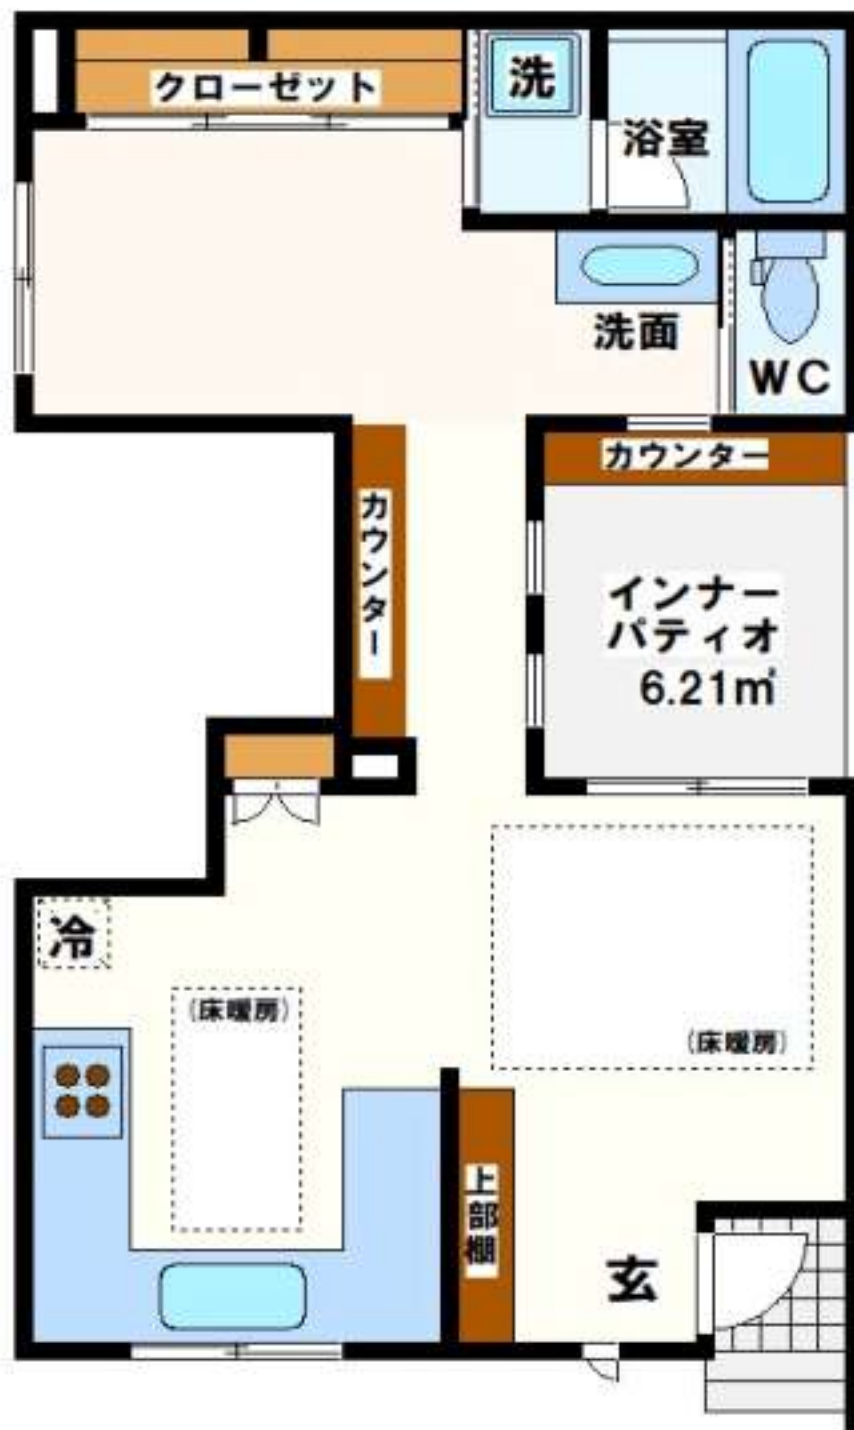 クローゼット
洗
浴室
洗面
WC
カウンター
カウンター
インナー
パティオ
6.21㎡
冷
(床暖房)
(床暖房)
上部棚
玄